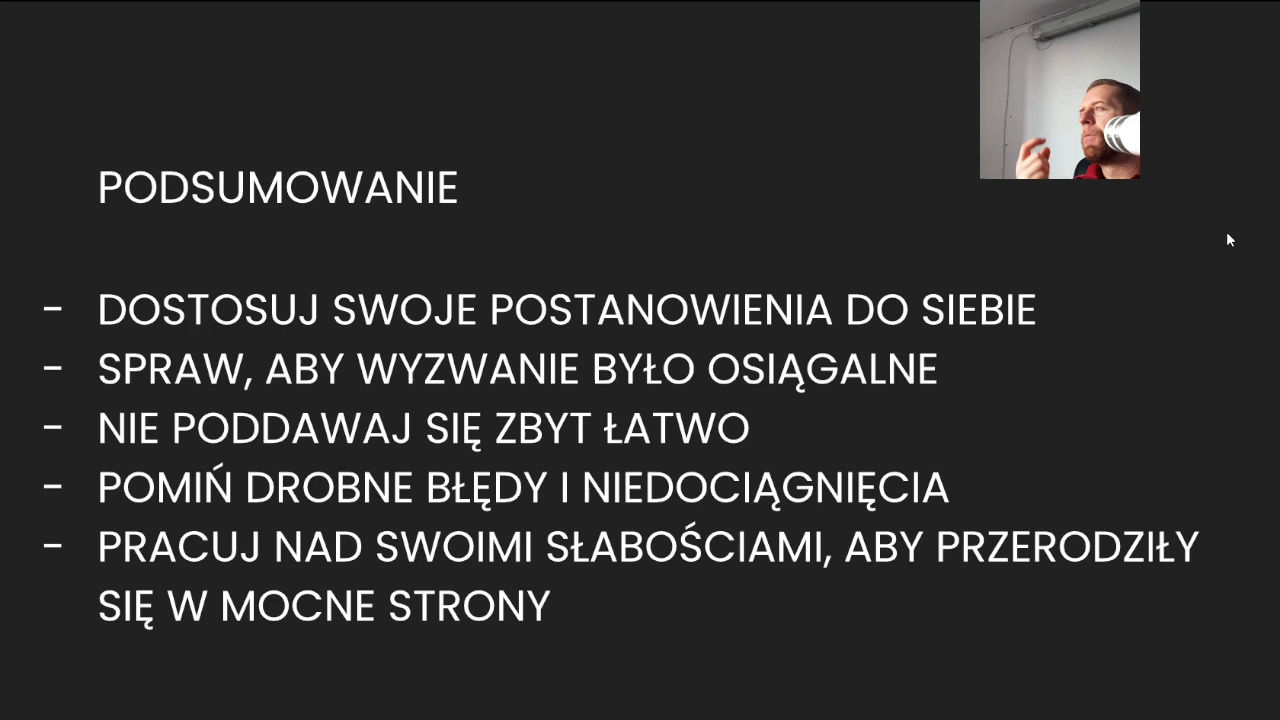 PODSUMOWANIE
- DOSTOSUJ SWOJE POSTANOWIENIA DO SIEBIE
- SPRAW, ABY WYZWANIE BYŁO OSIĄGALNE
- NIE PODDAWAJ SIĘ ZBYT ŁATWO
- POMIŃ DROBNE BŁĘDY I NIEDOCIĄGNIĘCIA
- PRACUJ NAD SWOIMI SŁABOŚCIAMI, ABY PRZERODZIŁY
SIĘ W MOCNE STRONY